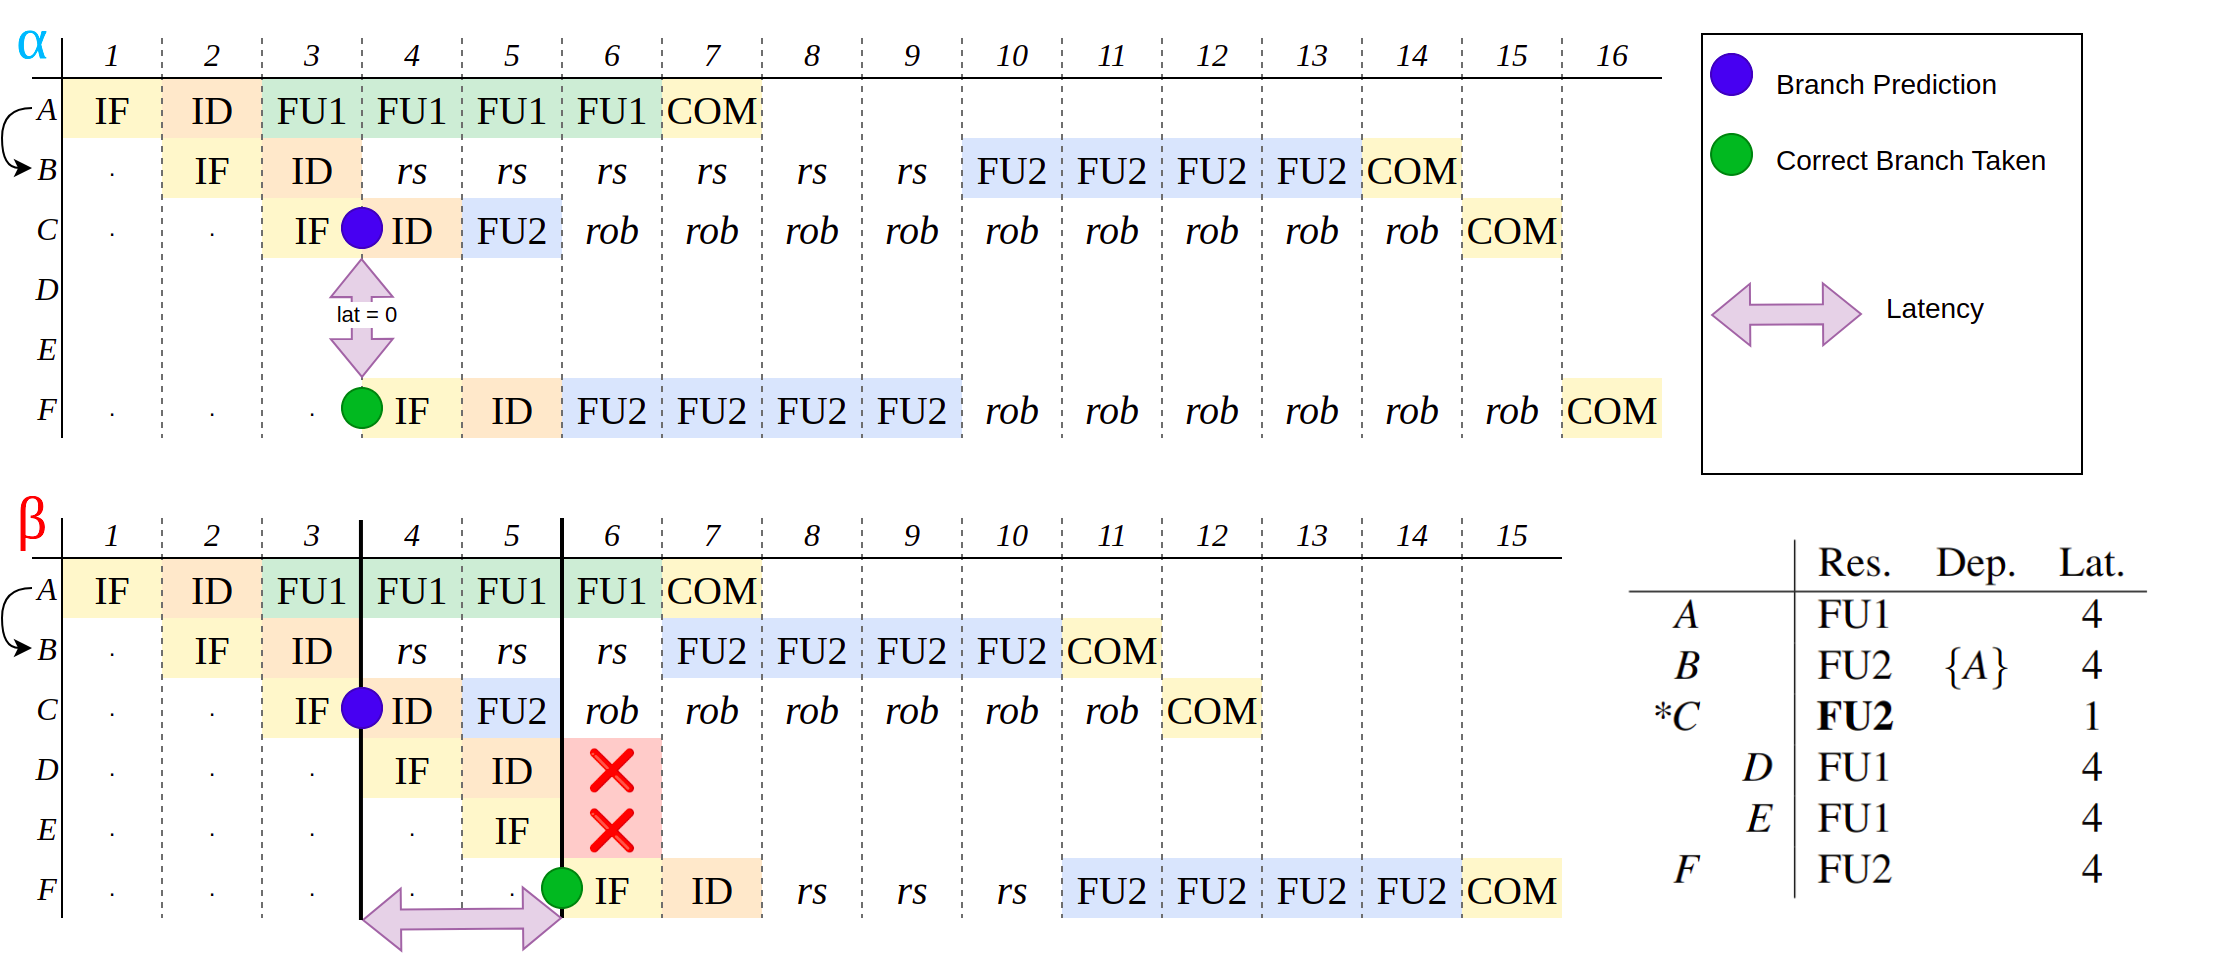 α 1 2 3 4 5 6 7 8 9 10 11 12 13 14 15 16
A IF ID FU1 FU1 FU1 FU1 COM
B . IF ID rs rs rs rs rs rs FU2 FU2 FU2 FU2 COM
C . . IF ID FU2 rob rob rob rob rob rob rob rob rob COM
D
lat = 0
E
F . . . IF ID FU2 FU2 FU2 FU2 rob rob rob rob rob rob COM
Branch Prediction
Correct Branch Taken
Latency
β 1 2 3 4 5 6 7 8 9 10 11 12 13 14 15
A IF ID FU1 FU1 FU1 FU1 COM
B . IF ID rs rs rs FU2 FU2 FU2 FU2 COM
C . . IF ID FU2 rob rob rob rob rob rob COM
D . . . IF ID
E . . . . IF
F . . . . . IF ID rs rs rs FU2 FU2 FU2 FU2 COM
Res. Dep. Lat.
A FU1 4
B FU2 {A} 4
*C FU2 1
D FU1 4
E FU1 4
F FU2 4